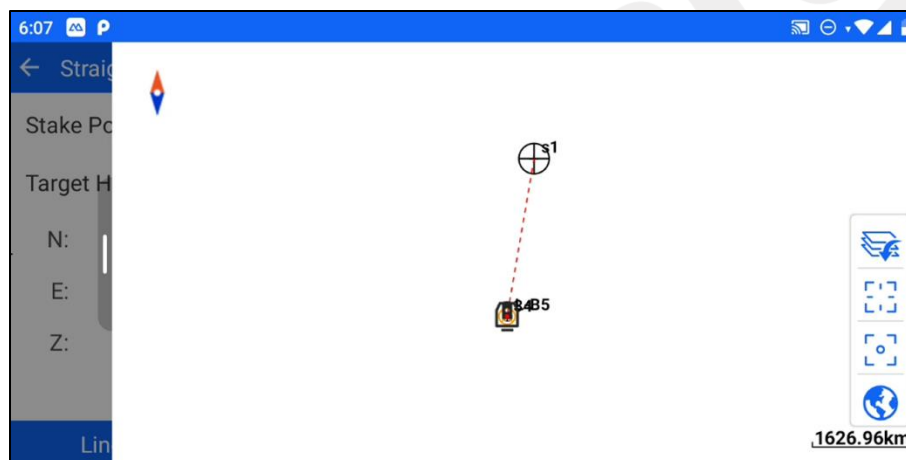 6:07
Straig
Stake Po
Target H
N:
E:
Z:
Lin
s1
B5
1626.96km